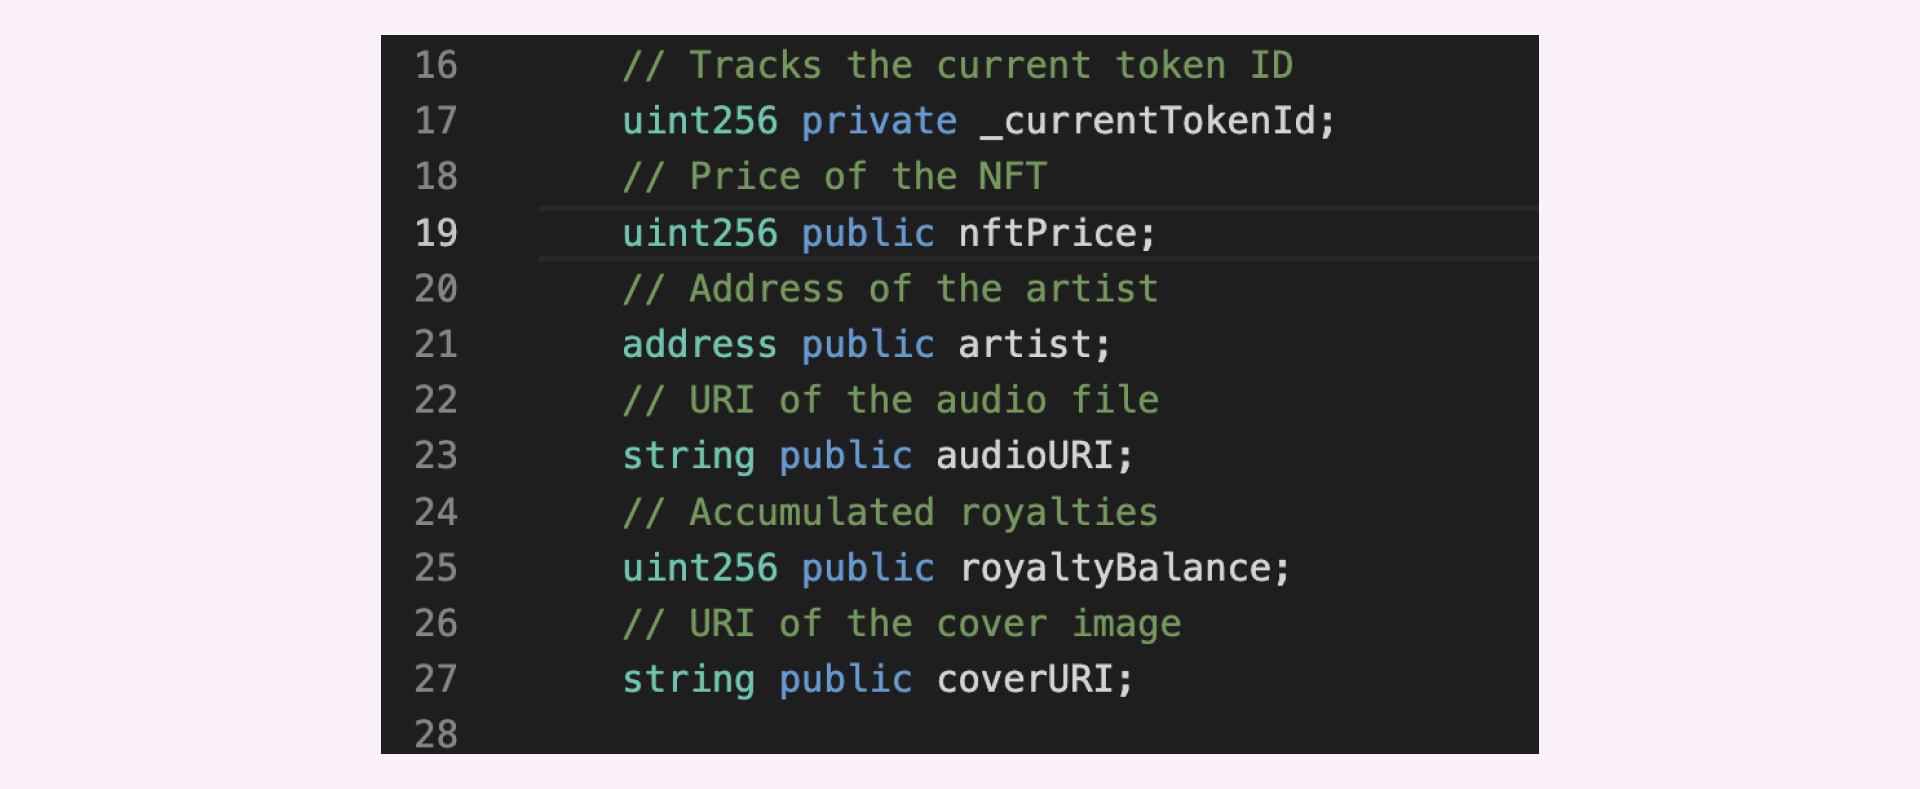 16 // Tracks the current token ID
17 uint256 private _currentTokenId;
18 // Price of the NFT
19 uint256 public nftPrice;
20 // Address of the artist
21 address public artist;
22 // URI of the audio file
23 string public audioURI;
24 // Accumulated royalties
25 uint256 public royaltyBalance;
26 // URI of the cover image
27 string public coverURI;
28